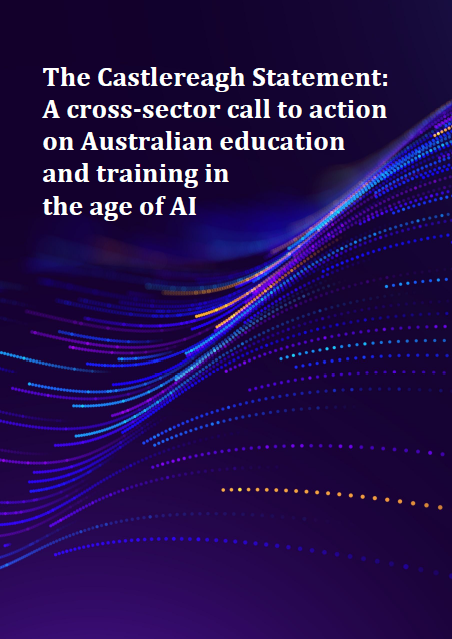 The Castlereagh Statement:
A cross-sector call to action
on Australian education
and training in
the age of AI